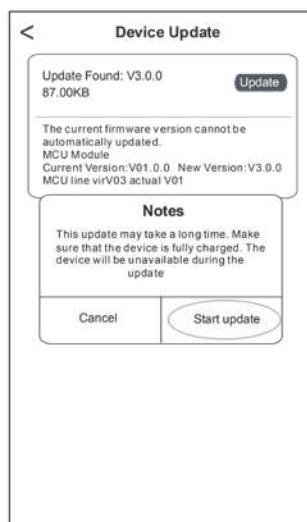 <
Device Update
Update Found: V3.0.0
Update
87.00KB
The current firmware version cannot be
automatically updated.
MCU Module
Current Version:V01.0.0 New Version:V3.0.0
MCU line virV03 actual V01
Notes
This update may take a long time. Make
sure that the device is fully charged. The
device will be unavailable during the
update
Cancel
Start update